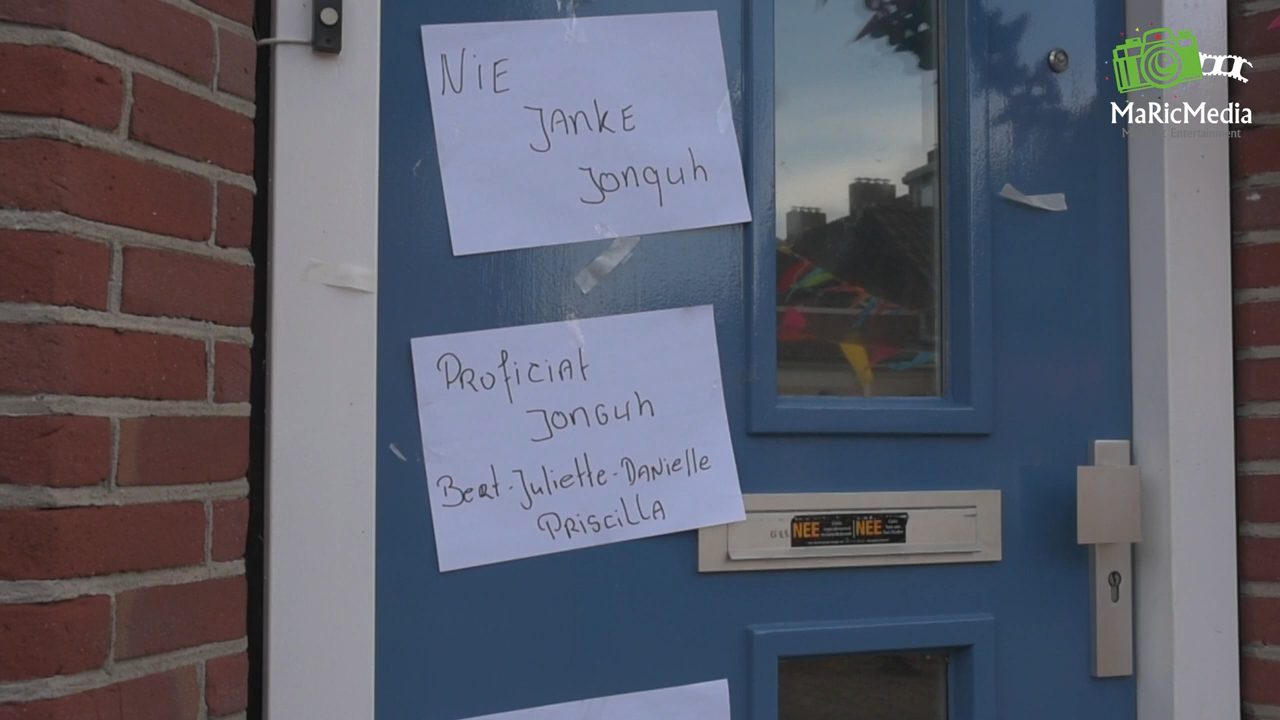 NiE
JANKE
Jonguh
PROficiAt
JONGUh
Bert-Juliette-DANielle
PRisciLLA
NEE NEE
MaRicMedia